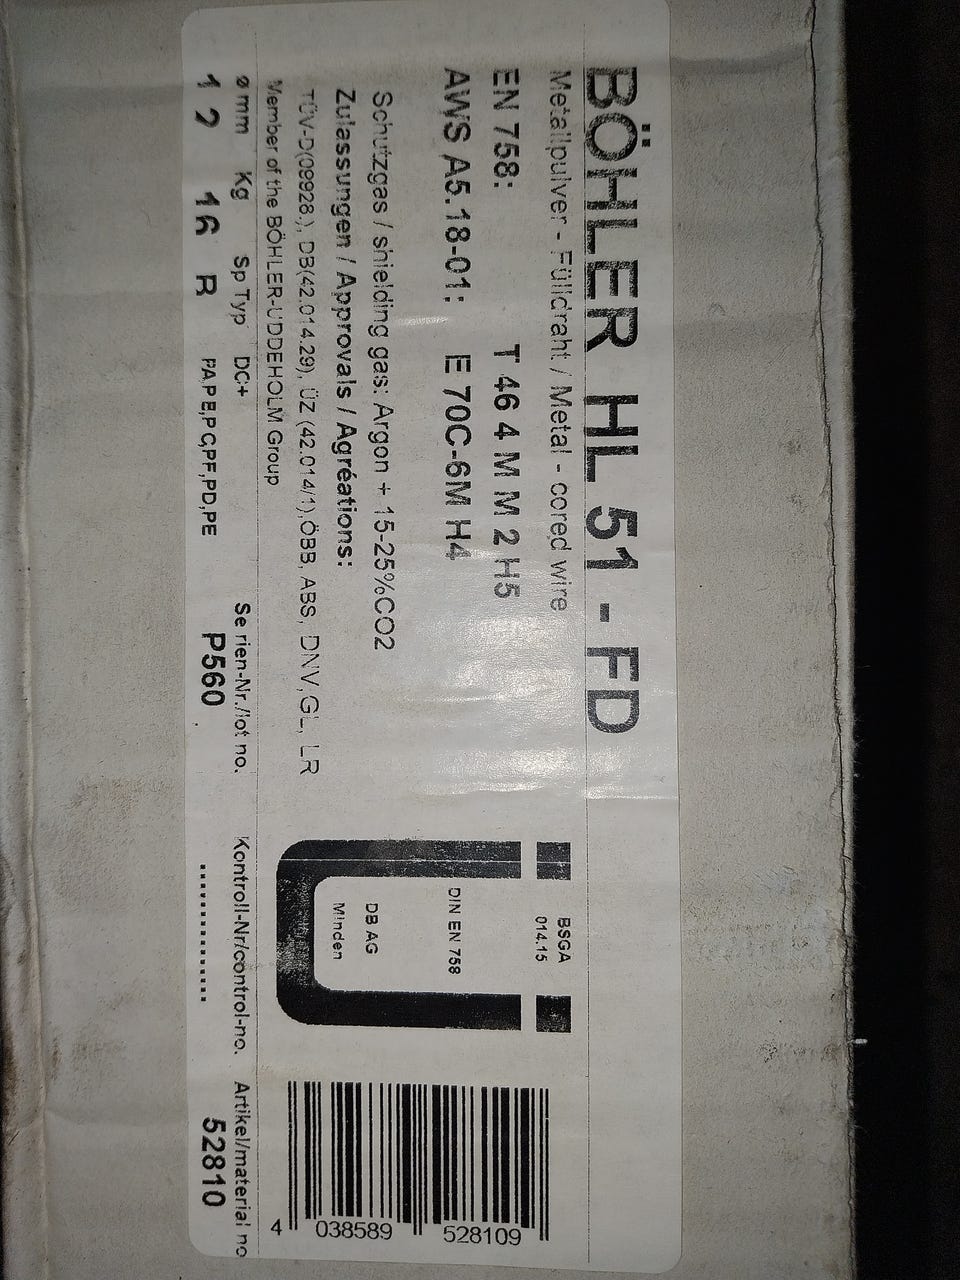 BÖHLER HL 51 - FD
Metallpulver - Fülldraht / Metal - cored wire
EN 758: T 46 4 M M 2 H5
AWS A5.18-01: E 70C-6M H4
Schutzgas / shielding gas: Argon + 15-25%CO2
Zulassungen / Approvals / Agréations:
TÜV-D(09928.), DB(42.014.29), ÜZ (42.014/1),ÖBB, ABS, DNV,GL, LR
Member of the BÖHLER-UDDEHOLM Group
ø mm Kg Sp Typ DC+ Se rien-Nr./lot no. Kontroll-Nr/control-no. Artikel/material no
1 2 16 R PA,PB,PC,PF,PD,PE P560 ............ 52810
BSGA
014.15
DIN EN 758
DB AG
Minden
4 038589 528109